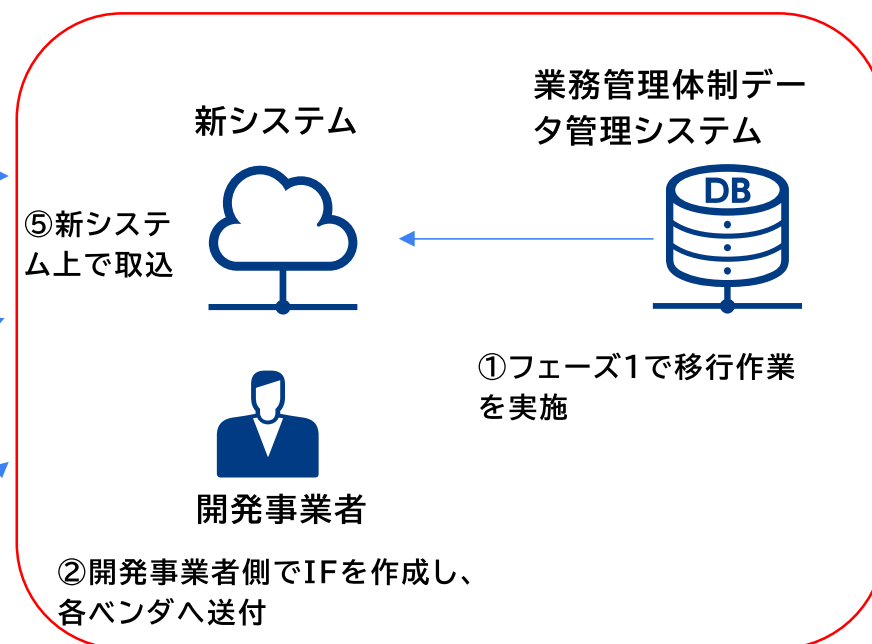 業務管理体制デー
タ管理システム
新システム
DB
⑤新システ
ム上で取込
①フェーズ1で移行作業
を実施
開発事業者
②開発事業者側でIFを作成し、
各ベンダへ送付